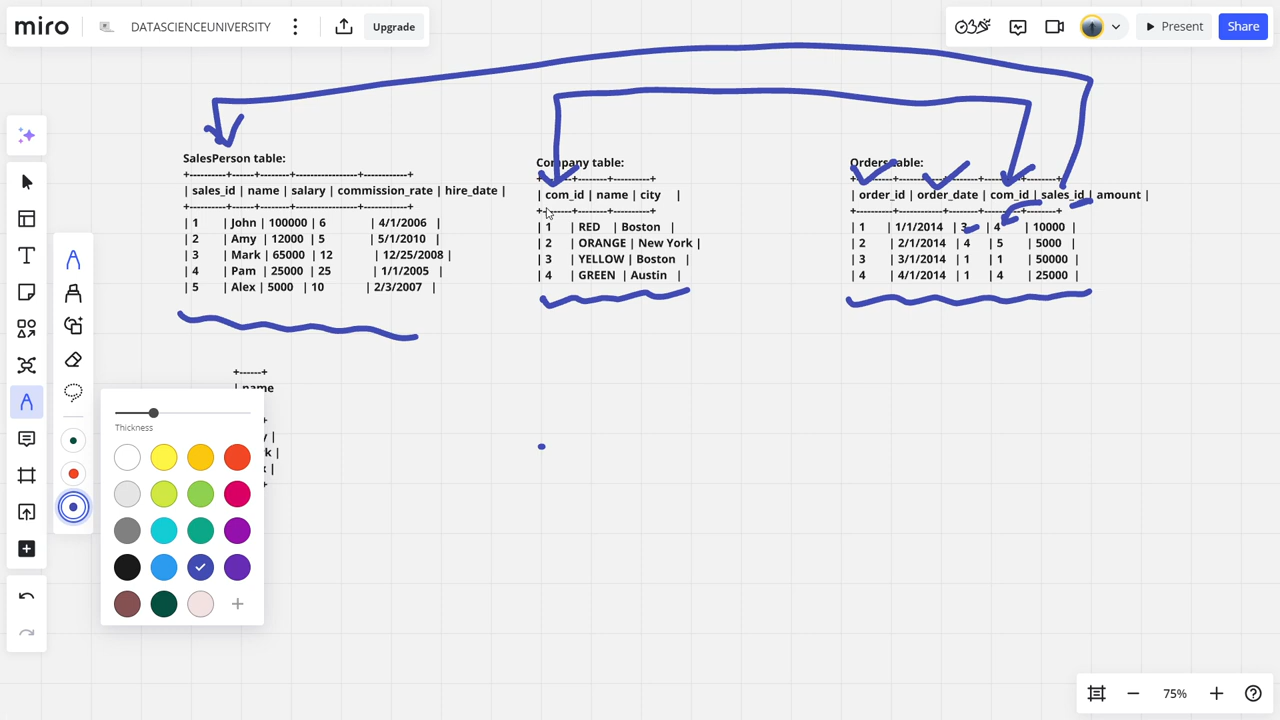 miro DATASCIENCEUNIVERSITY Upgrade Present Share
SalesPerson table:
+----------+------+--------+-----------------+------------+
| sales_id | name | salary | commission_rate | hire_date |
+----------+------+--------+-----------------+------------+
| 1 | John | 100000 | 6 | 4/1/2006 |
| 2 | Amy | 12000 | 5 | 5/1/2010 |
| 3 | Mark | 65000 | 12 | 12/25/2008 |
| 4 | Pam | 25000 | 25 | 1/1/2005 |
| 5 | Alex | 5000 | 10 | 2/3/2007 |
Company table:
+--------+--------+----------+
| com_id | name | city |
+--------+--------+----------+
| 1 | RED | Boston |
| 2 | ORANGE | New York |
| 3 | YELLOW | Boston |
| 4 | GREEN | Austin |
Orders table:
+----------+------------+--------+----------+--------+
| order_id | order_date | com_id | sales_id | amount |
+----------+------------+--------+----------+--------+
| 1 | 1/1/2014 | 3 | 4 | 10000 |
| 2 | 2/1/2014 | 4 | 5 | 5000 |
| 3 | 3/1/2014 | 1 | 1 | 50000 |
| 4 | 4/1/2014 | 1 | 4 | 25000 |
+------+
| name
Thickness
75%